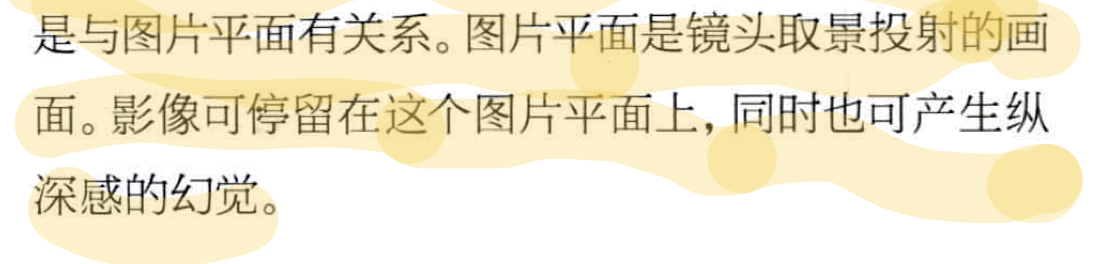 是与图片平面有关系。图片平面是镜头取景投射的画
面。影像可停留在这个图片平面上，同时也可产生纵
深感的幻觉。